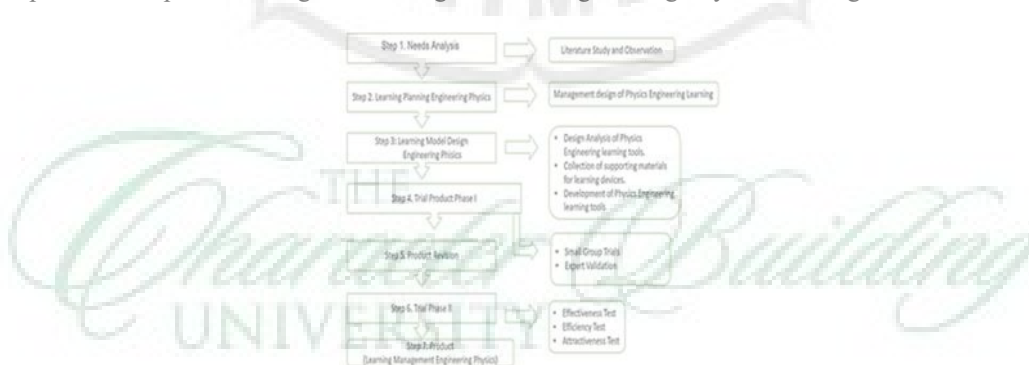 Step 1. Needs Analysis
Literature Study and Observation
Step 2. Learning Planning Engineering Physics
Management design of Physics Engineering Learning
Step 3: Learning Model Design
Engineering Phisics
• Design Analysis of Physics
Engineering learning tools.
• Collection of supporting materials
for learning devices.
• Development of Physics Engineering
learning tools
Step 4. Trial Product Phase I
• Small Group Trials
• Expert Validation
Step 5. Product Revision
Step 6. Trial Phase II
• Effectiveness Test
• Efficiency Test
• Attractiveness Test
Step 7. Product
(Learning Management Engineering Physics)
THE
Character Building
UNIVERSITY